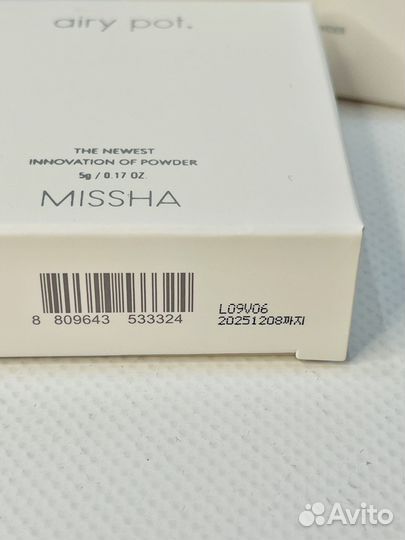 airy pot.
THE NEWEST
INNOVATION OF POWDER
5g / 0.17 OZ.
MISSHA
L09V06
20251208까지
8 809643 533324
Avito